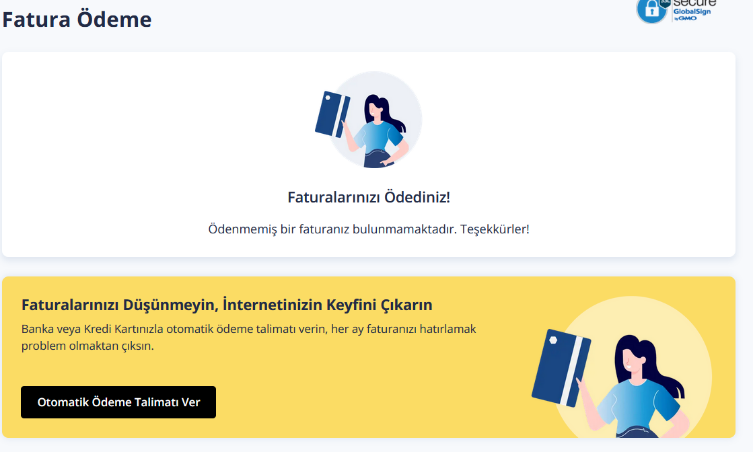 Fatura Ödeme
secure
GlobalSign
by GMO
Faturalarınızı Ödediniz!
Ödenmemiş bir faturanız bulunmamaktadır. Teşekkürler!
Faturalarınızı Düşünmeyin, İnternetinizin Keyfini Çıkarın
Banka veya Kredi Kartınızla otomatik ödeme talimatı verin, her ay faturanızı hatırlamak
problem olmaktan çıksın.
Otomatik Ödeme Talimatı Ver